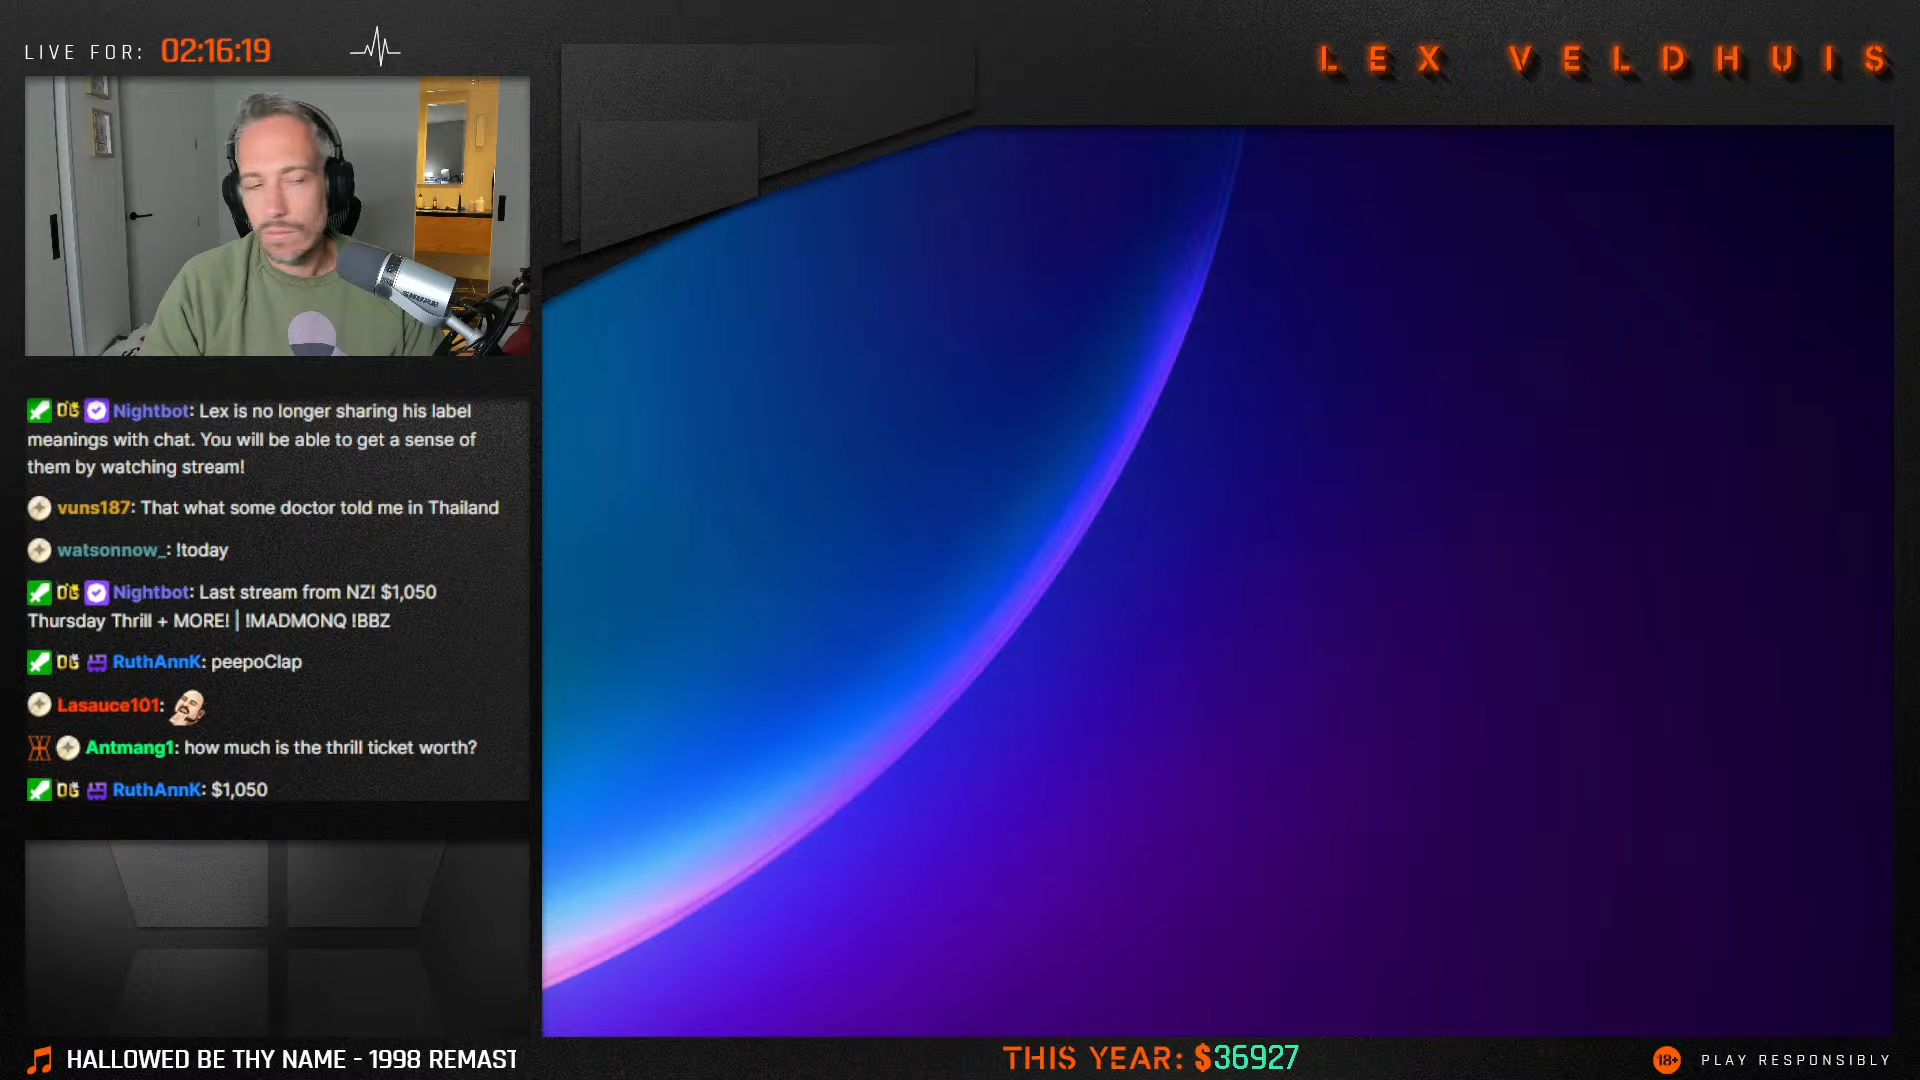 LIVE FOR: 02:16:19
LEX VELDHUIS
Nightbot: Lex is no longer sharing his label
meanings with chat. You will be able to get a sense of
them by watching stream!
vuns187: That what some doctor told me in Thailand
watsonnow_: !today
Nightbot: Last stream from NZ! $1,050
Thursday Thrill + MORE! | !MADMONQ !BBZ
RuthAnnK: peepoClap
Lasauce101:
Antmang1: how much is the thrill ticket worth?
RuthAnnK: $1,050
HALLOWED BE THY NAME - 1998 REMAST
THIS YEAR: $36927
18+ PLAY RESPONSIBLY